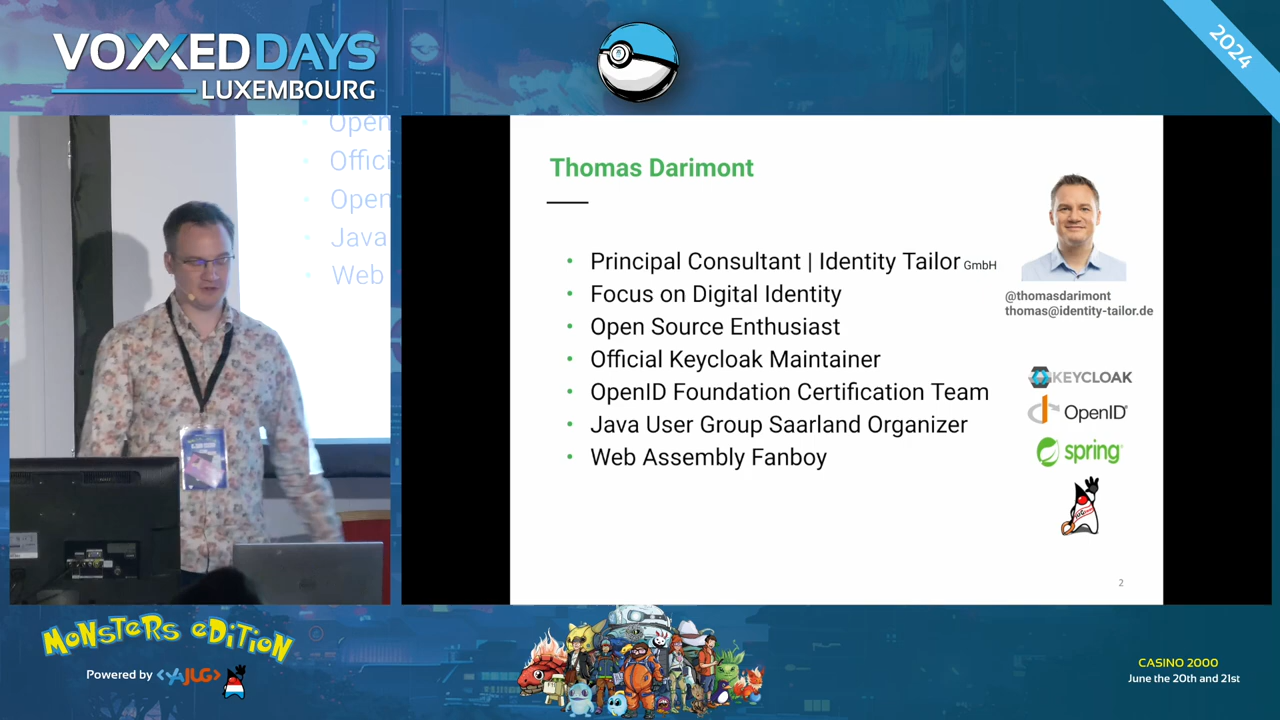 VOXXEDDAYS
LUXEMBOURG
2024
Open
Offici
Open
Java
Web
Thomas Darimont
• Principal Consultant | Identity Tailor GmbH
• Focus on Digital Identity
• Open Source Enthusiast
• Official Keycloak Maintainer
• OpenID Foundation Certification Team
• Java User Group Saarland Organizer
• Web Assembly Fanboy
@thomasdarimont
thomas@identity-tailor.de
KEYCLOAK
OpenID®
spring
2
MONSTERS EDITION
Powered by <YAJUG>
CASINO 2000
June the 20th and 21st